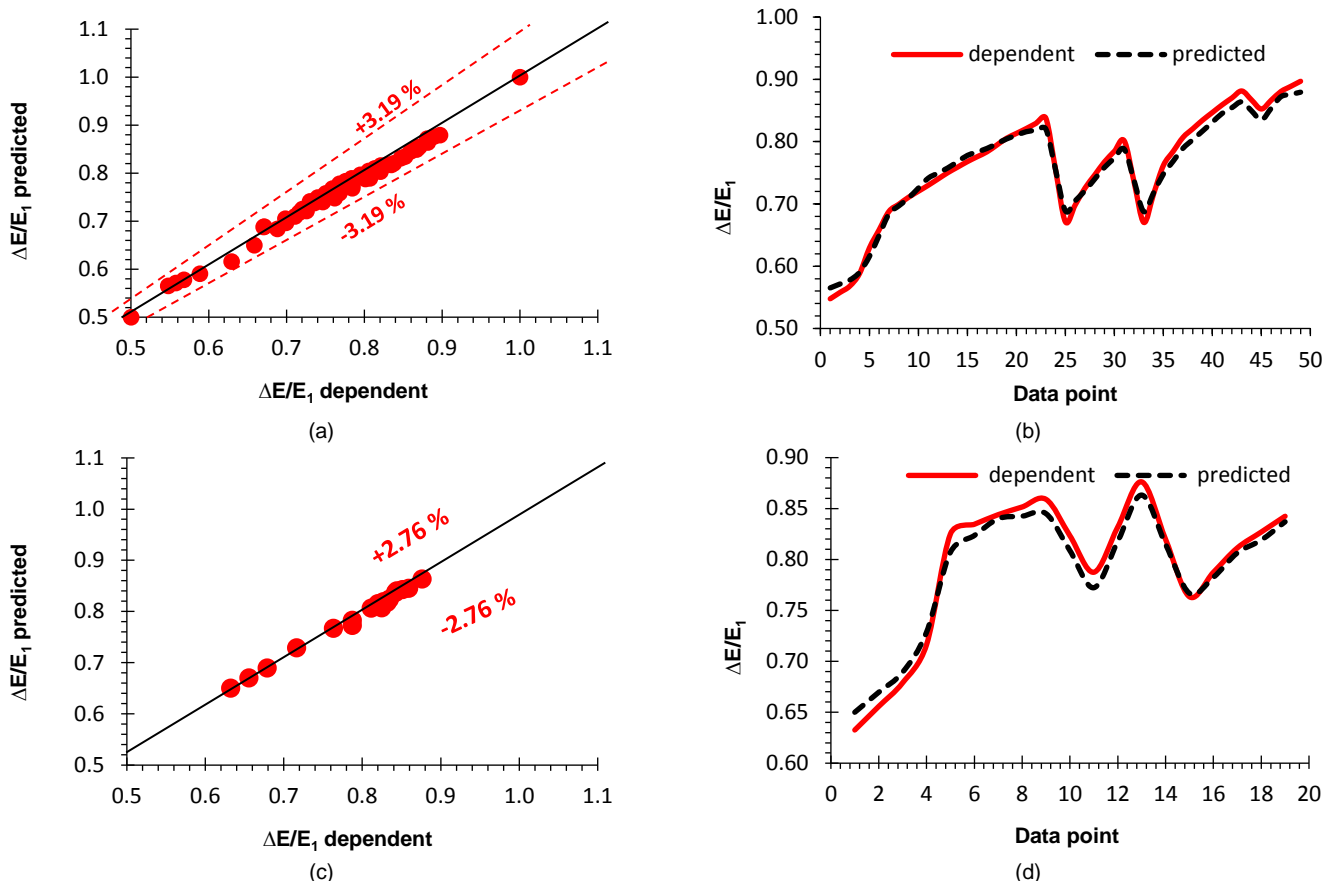 1.1
1.0
0.9
0.8
0.7
0.6
0.5
ΔE/E₁ predicted
+3.19 %
-3.19 %
0.5 0.6 0.7 0.8 0.9 1.0 1.1
ΔE/E₁ dependent
(a)
1.00
0.90
0.80
0.70
0.60
0.50
ΔE/E₁
dependent predicted
0 5 10 15 20 25 30 35 40 45 50
Data point
(b)
1.1
1.0
0.9
0.8
0.7
0.6
0.5
ΔE/E₁ predicted
+2.76 %
-2.76 %
0.5 0.6 0.7 0.8 0.9 1.0 1.1
ΔE/E₁ dependent
(c)
0.90
0.85
0.80
0.75
0.70
0.65
0.60
ΔE/E₁
dependent predicted
0 2 4 6 8 10 12 14 16 18 20
Data point
(d)